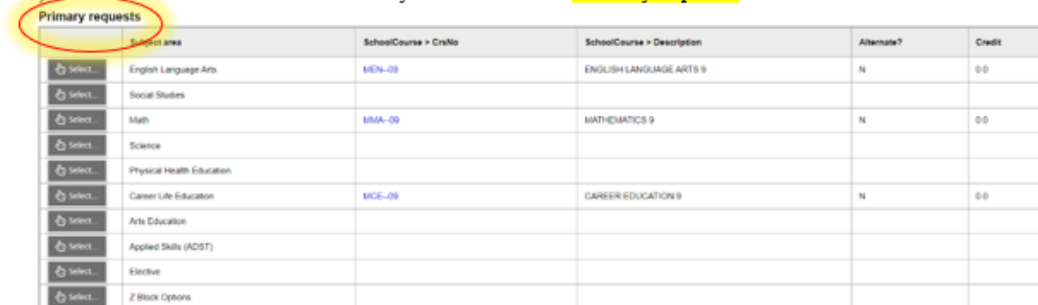 Primary requests
Subject area SchoolCourse > CrsNo SchoolCourse > Description Alternate? Credit
Select... English Language Arts MEN--09 ENGLISH LANGUAGE ARTS 9 N 0.0
Select... Social Studies
Select... Math MMA--09 MATHEMATICS 9 N 0.0
Select... Science
Select... Physical Health Education
Select... Career Life Education MCE--09 CAREER EDUCATION 9 N 0.0
Select... Arts Education
Select... Applied Skills (ADST)
Select... Elective
Select... Z Block Options